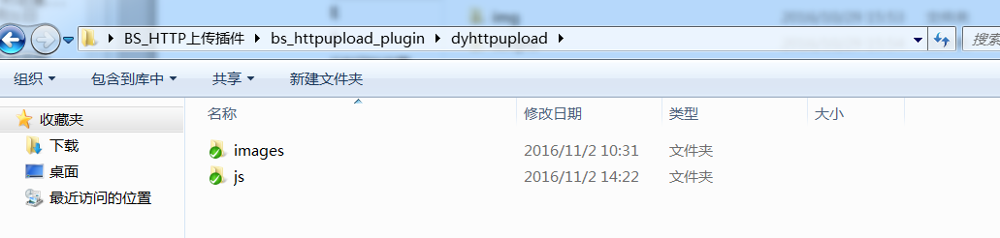 BS_HTTP上传插件 bs_httpupload_plugin dyhttpupload 搜索
组织 包含到库中 共享 新建文件夹
收藏夹
下载
桌面
最近访问的位置
名称 修改日期 类型 大小
images 2016/11/2 10:31 文件夹
js 2016/11/2 14:22 文件夹